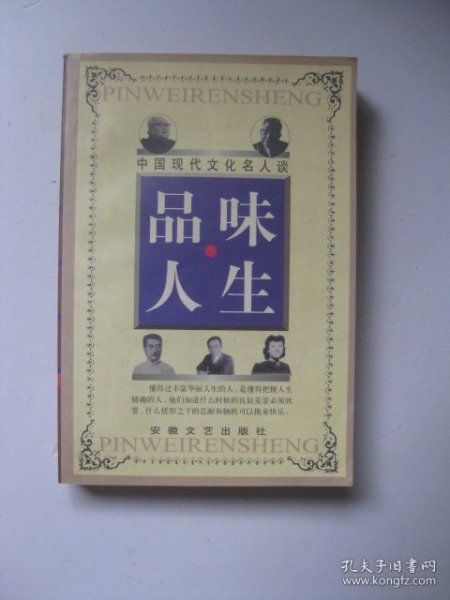 PINWEIRENSHENG
中国现代文化名人谈
品味
人生
懂得过丰富华丽人生的人，是懂得把握人生
情趣的人，他们知道什么时候的良辰美景必须欣
赏、什么情形之下的忍耐和牺牲可以换来快乐。
安徽文艺出版社
PINWEIRENSHENG
孔夫子旧书网
www.kongfz.com